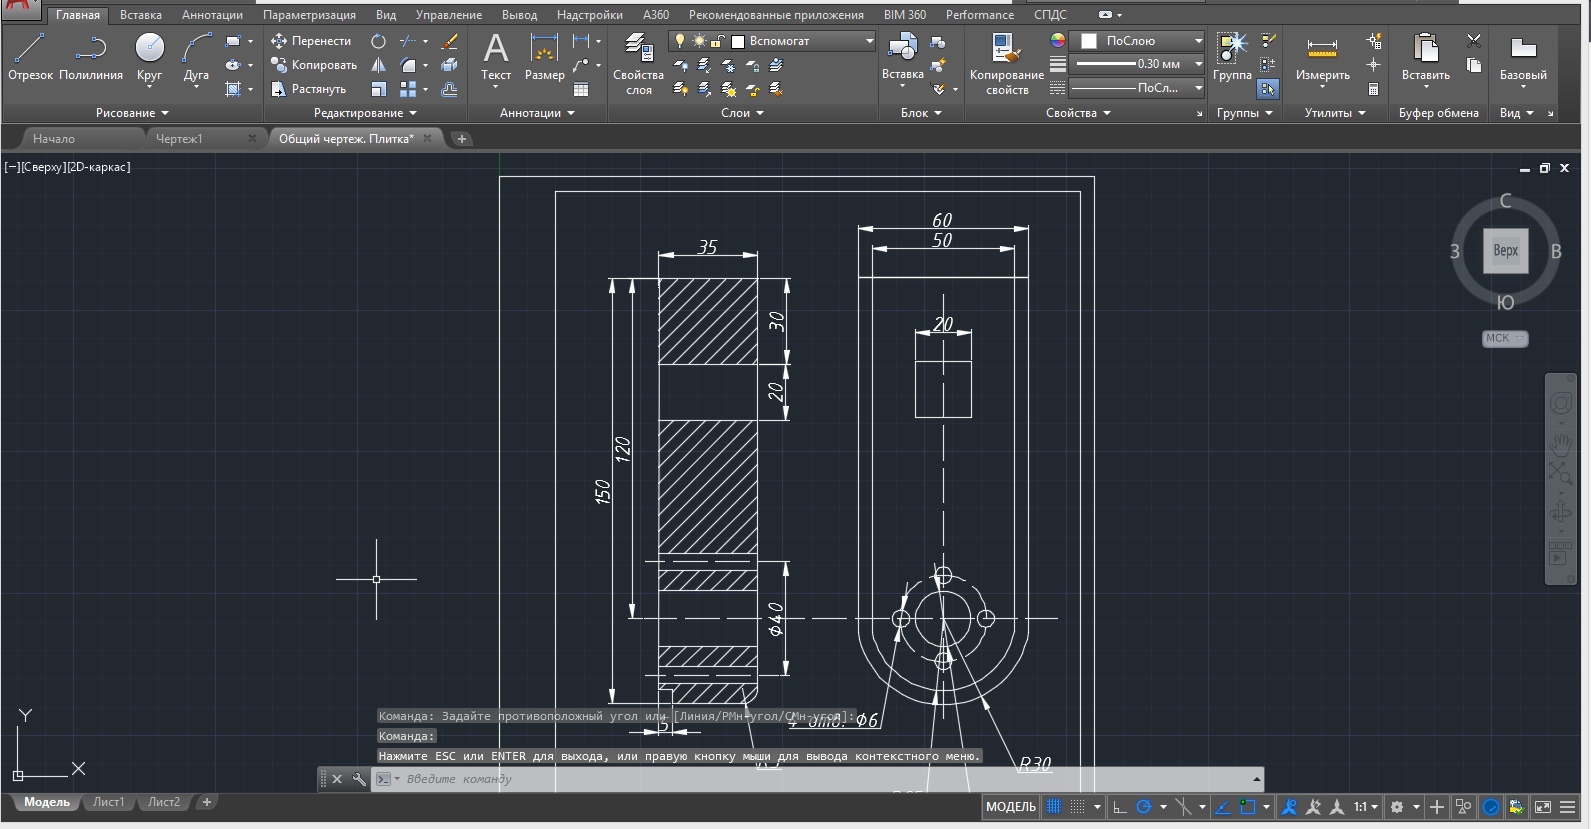 Главная Вставка Аннотации Параметризация Вид Управление Вывод Надстройки A360 Рекомендованные приложения BIM 360 Performance СПДС
Отрезок Полилиния Круг Дуга
Перенести
Копировать
Растянуть
Текст Размер
Свойства слоя
Вспомогат
Вставка
Копирование свойств
ПоСлою
0.30 мм
ПоСл...
Группа
Измерить
Вставить
Базовый
Рисование Редактирование Аннотации Слои Блок Свойства Группы Утилиты Буфер обмена Вид
Начало Чертеж1 Общий чертеж. Плитка*
[−][Сверху][2D-каркас]
С
З Верх В
Ю
МСК
60
50
35
30
20
20
120
150
Ф40
5
4 отв. Ф6
R30
Команда: Задайте противоположный угол или [Линия/РМн-угол/СМн-угол]:
Команда:
Нажмите ESC или ENTER для выхода, или правую кнопку мыши для вывода контекстного меню.
Введите команду
Y
X
Модель Лист1 Лист2
МОДЕЛЬ 1:1